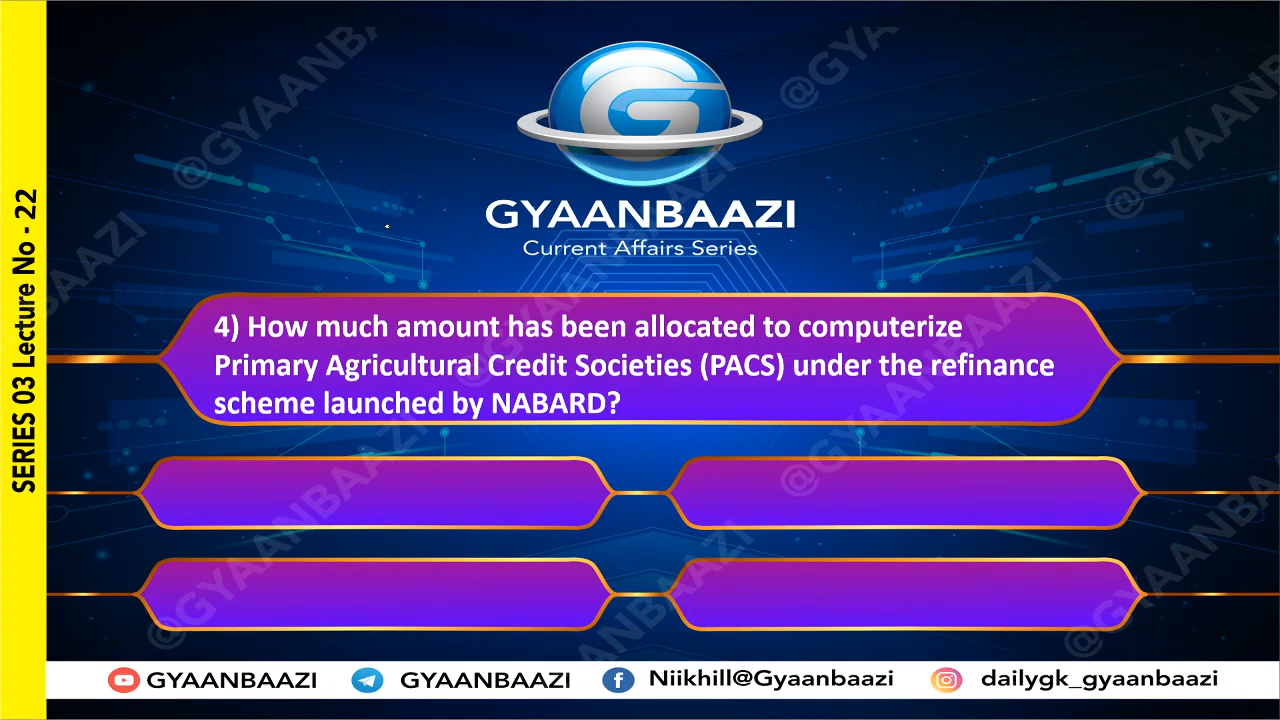 SERIES 03 Lecture No - 22
GYAANBAAZI
Current Affairs Series
4) How much amount has been allocated to computerize
Primary Agricultural Credit Societies (PACS) under the refinance
scheme launched by NABARD?
GYAANBAAZI GYAANBAAZI Niikhill@Gyaanbaazi dailygk_gyaanbaazi
@GYAANBAAZI